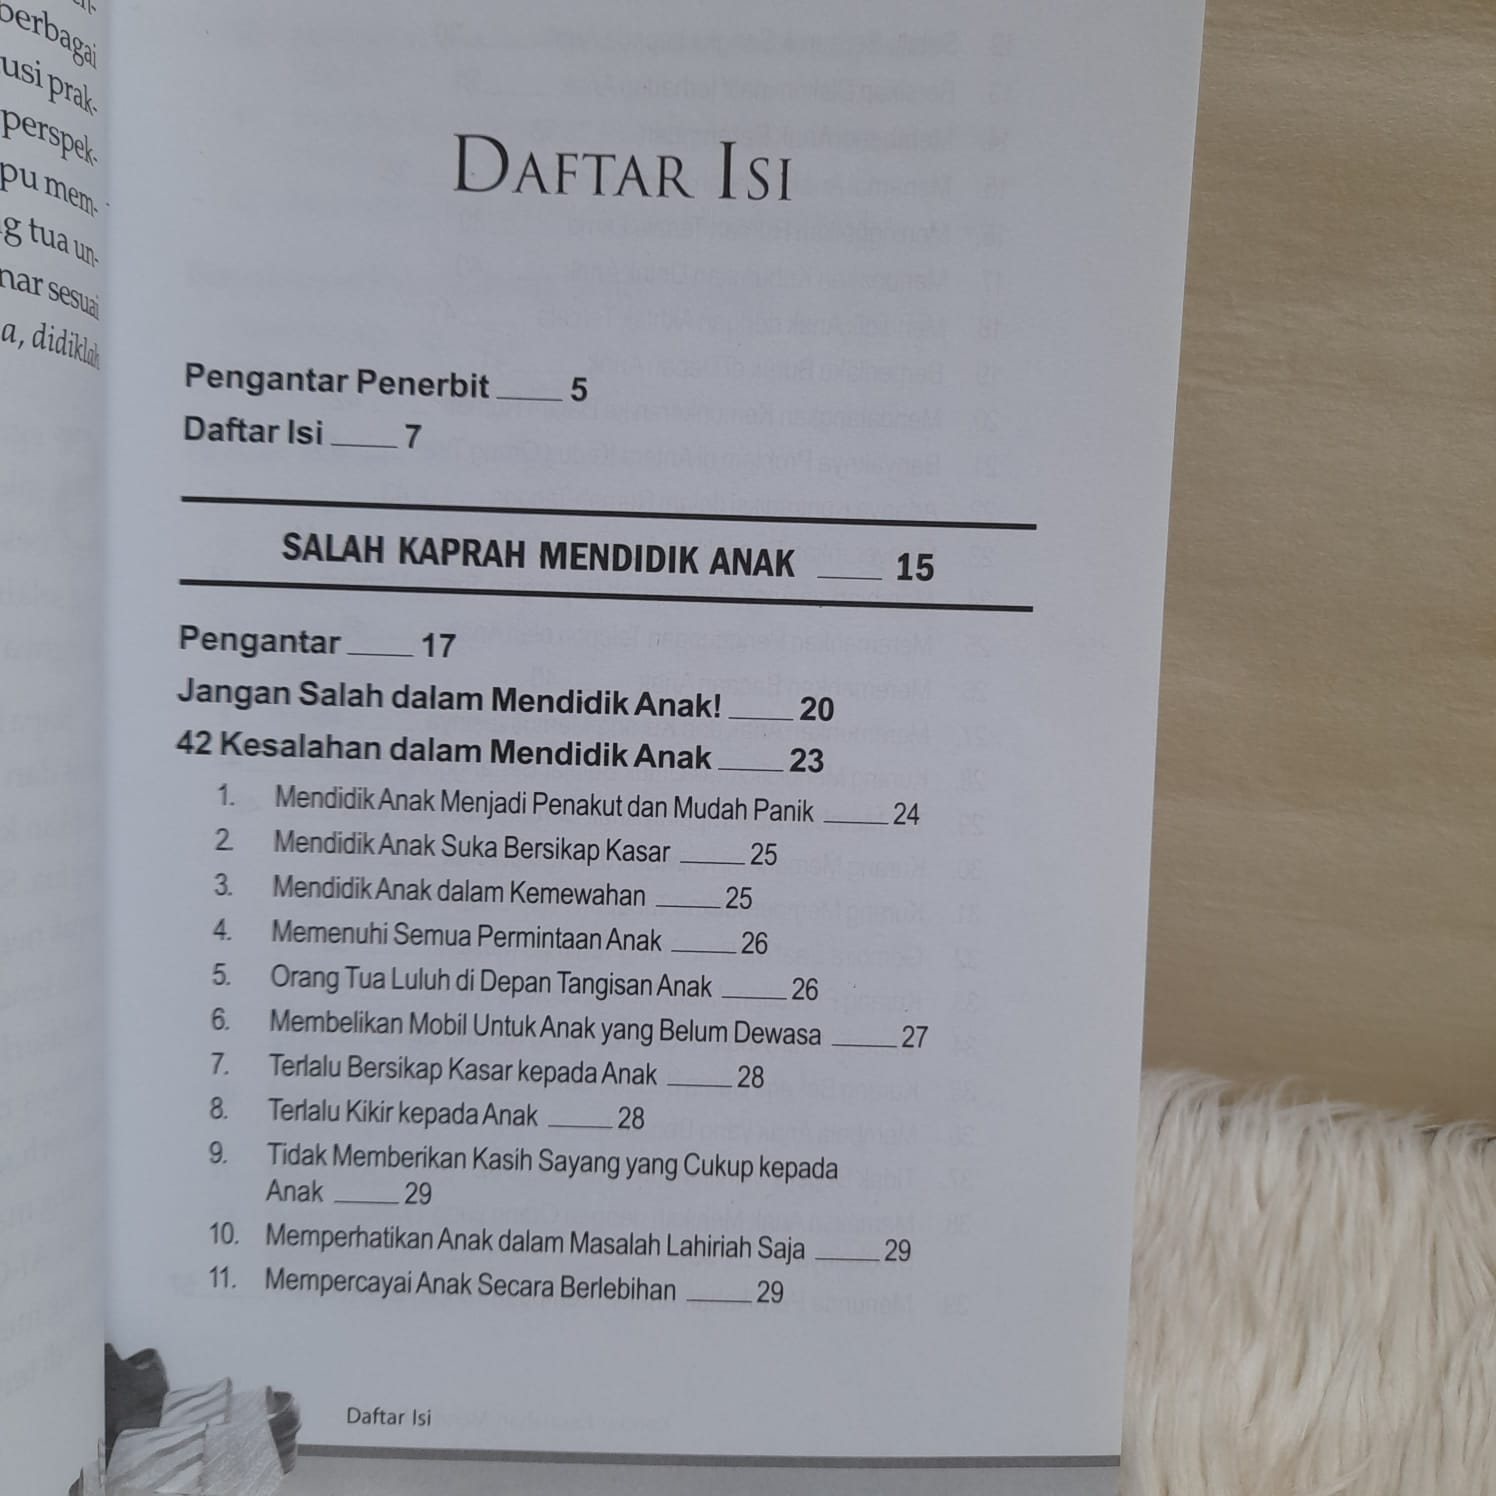 berbagai
usi prak-
perspek-
pu mem-
g tua un-
nar sesuai
a, didiklah
DAFTAR ISI
Pengantar Penerbit ____ 5
Daftar Isi ____ 7
SALAH KAPRAH MENDIDIK ANAK ____ 15
Pengantar ____ 17
Jangan Salah dalam Mendidik Anak! ____ 20
42 Kesalahan dalam Mendidik Anak ____ 23
1. Mendidik Anak Menjadi Penakut dan Mudah Panik ____ 24
2. Mendidik Anak Suka Bersikap Kasar ____ 25
3. Mendidik Anak dalam Kemewahan ____ 25
4. Memenuhi Semua Permintaan Anak ____ 26
5. Orang Tua Luluh di Depan Tangisan Anak ____ 26
6. Membelikan Mobil Untuk Anak yang Belum Dewasa ____ 27
7. Terlalu Bersikap Kasar kepada Anak ____ 28
8. Terlalu Kikir kepada Anak ____ 28
9. Tidak Memberikan Kasih Sayang yang Cukup kepada
Anak ____ 29
10. Memperhatikan Anak dalam Masalah Lahiriah Saja ____ 29
11. Mempercayai Anak Secara Berlebihan ____ 29
Daftar Isi